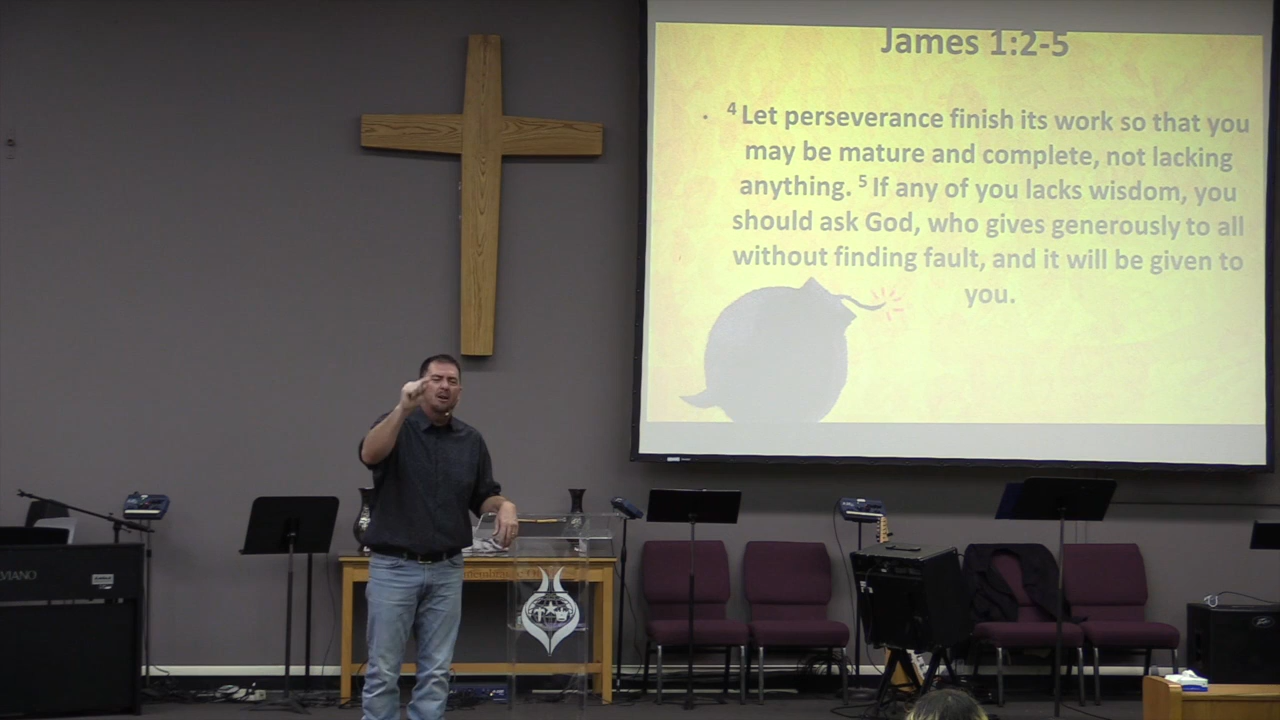 James 1:2-5
4 Let perseverance finish its work so that you
may be mature and complete, not lacking
anything. 5 If any of you lacks wisdom, you
should ask God, who gives generously to all
without finding fault, and it will be given to
you.